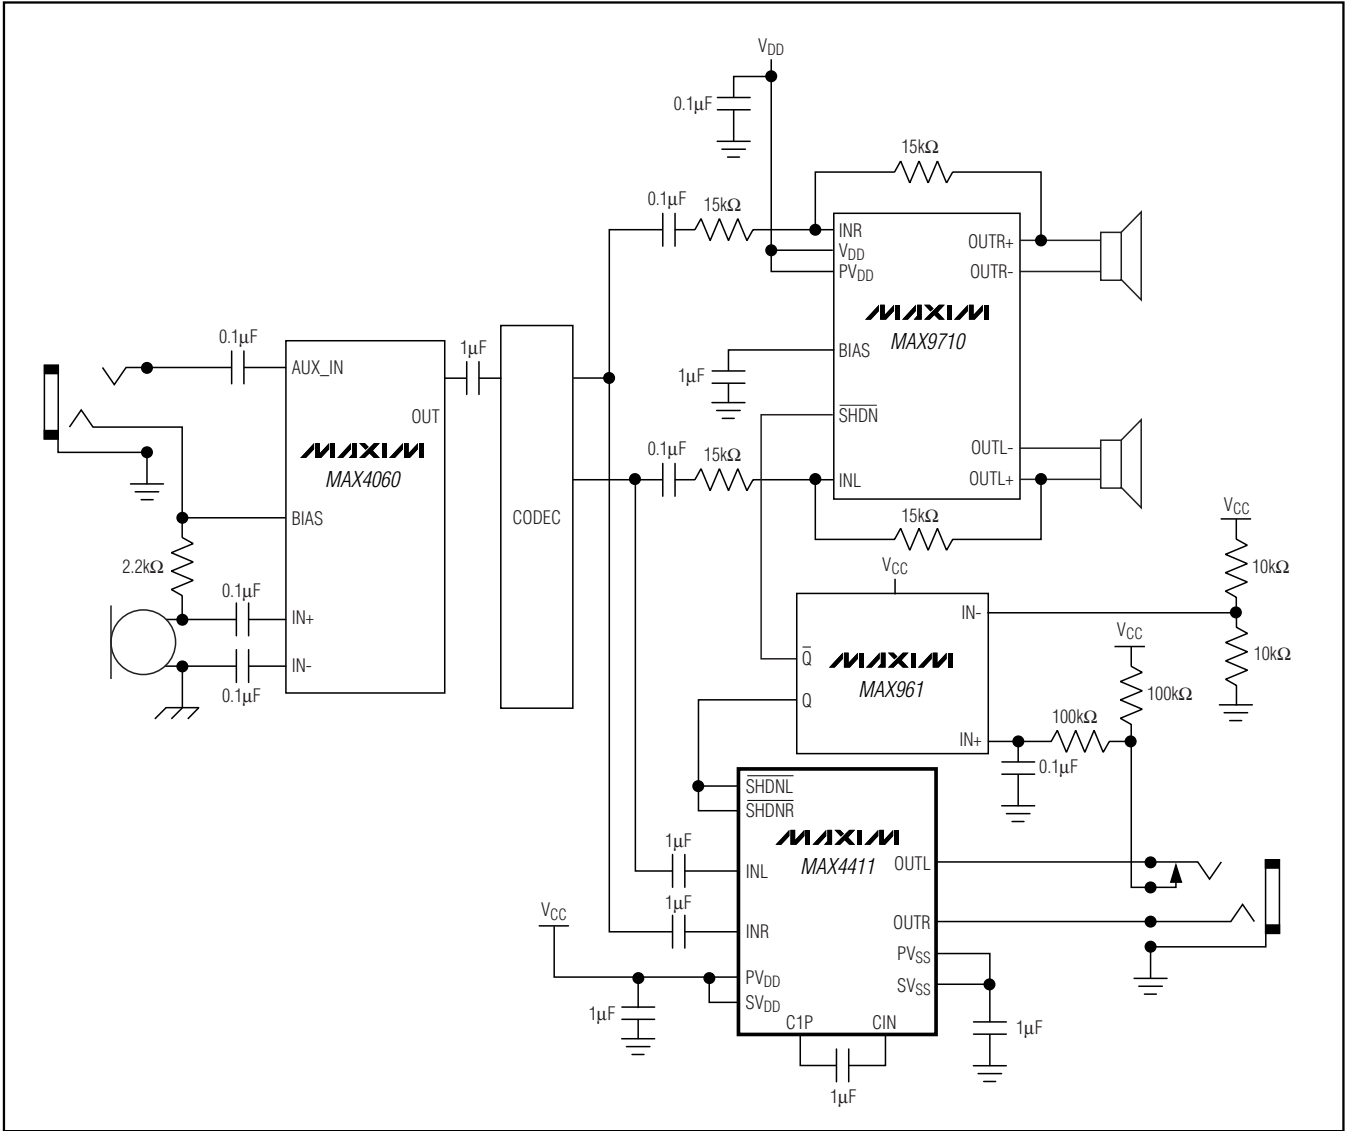 VDD
0.1µF
15kΩ
0.1µF
15kΩ
INR
VDD
PVDD
OUTR+
OUTR-
MAXIM
MAX9710
BIAS
1µF
SHDN
OUTL-
OUTL+
0.1µF
15kΩ
INL
15kΩ
0.1µF
AUX_IN
1µF
OUT
MAXIM
MAX4060
BIAS
2.2kΩ
0.1µF
IN+
IN-
0.1µF
CODEC
VCC
IN-
Q
MAXIM
MAX961
Q
IN+
VCC
10kΩ
10kΩ
VCC
100kΩ
100kΩ
0.1µF
SHDNL
SHDNR
MAXIM
MAX4411
1µF
INL
OUTL
1µF
INR
OUTR
VCC
PVDD
SVDD
1µF
PVSS
SVSS
1µF
C1P
CIN
1µF